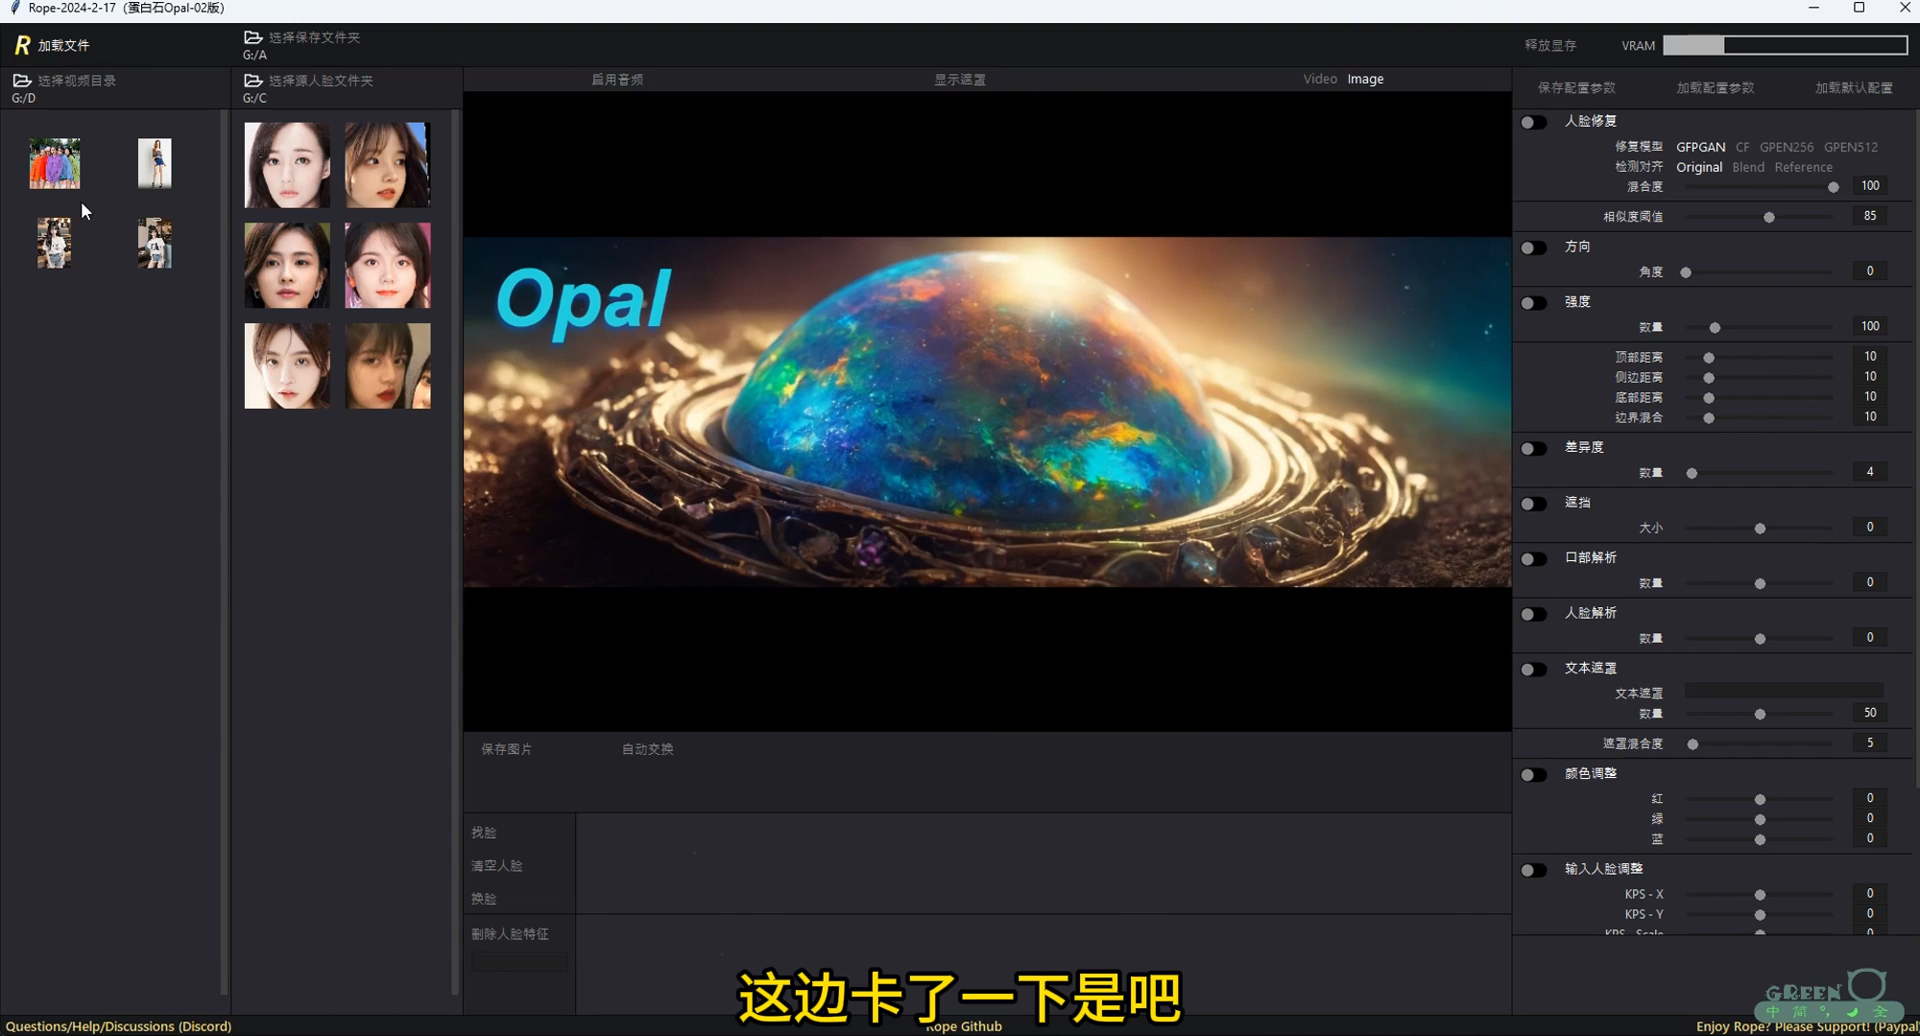 Rope-2024-2-17（蛋白石Opal-02版)
R 加载文件
选择保存文件夹
G:/A
释放显存 VRAM
选择视频目录
G:/D
选择源人脸文件夹
G:/C
启用音频 显示遮罩 Video Image
保存配置参数 加载配置参数 加载默认配置
人脸修复
修复模型 GFPGAN CF GPEN256 GPEN512
检测对齐 Original Blend Reference
混合度 100
相似度阈值 85
方向
角度 0
强度
数量 100
顶部距离 10
侧边距离 10
底部距离 10
边界混合 10
差异度
数量 4
遮挡
大小 0
口部解析
数量 0
人脸解析
数量 0
文本遮罩
文本遮罩
数量 50
遮罩混合度 5
颜色调整
红 0
绿 0
蓝 0
输入人脸调整
KPS - X 0
KPS - Y 0
KPS - Scale 0
Opal
保存图片 自动交换
找脸
清空人脸
换脸
删除人脸特征
这边卡了一下是吧
GREEN
中 简 全
Questions/Help/Discussions (Discord)
Rope Github
Enjoy Rope? Please Support! (Paypal